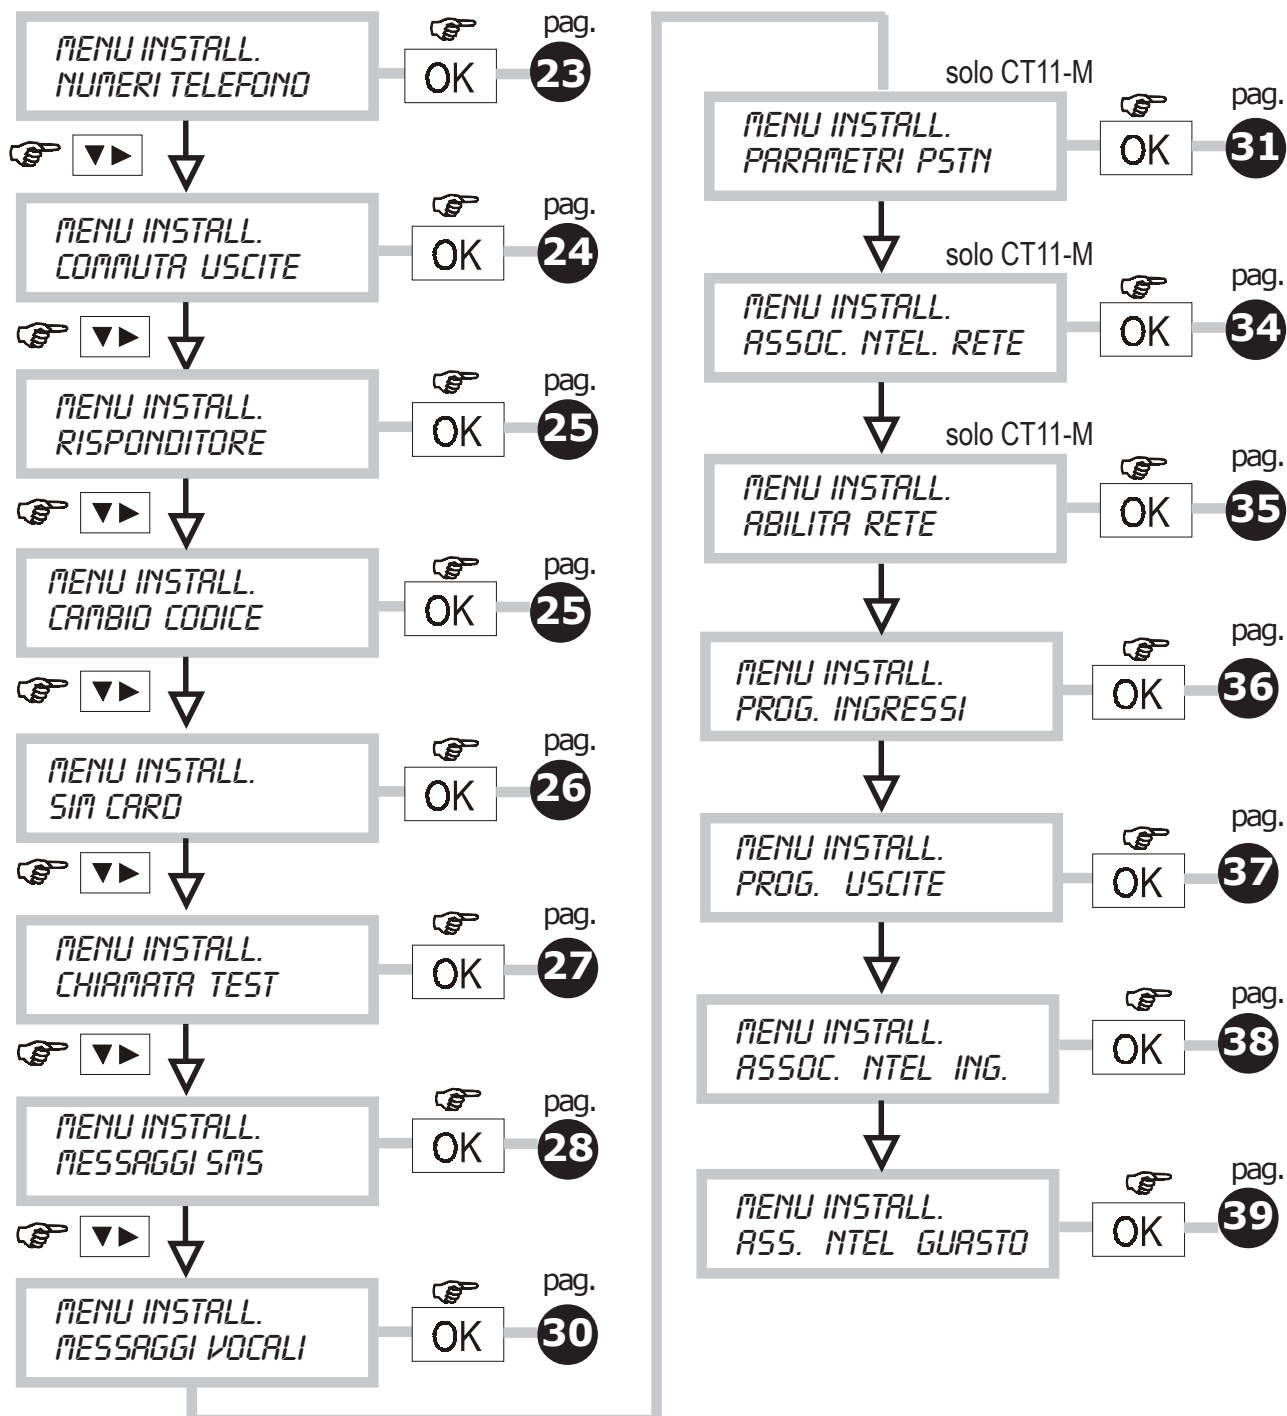 MENU INSTALL.
NUMERI TELEFONO
OK
pag.
23
▼►
MENU INSTALL.
COMMUTA USCITE
OK
pag.
24
▼►
MENU INSTALL.
RISPONDITORE
OK
pag.
25
▼►
MENU INSTALL.
CAMBIO CODICE
OK
pag.
25
▼►
MENU INSTALL.
SIM CARD
OK
pag.
26
▼►
MENU INSTALL.
CHIAMATA TEST
OK
pag.
27
▼►
MENU INSTALL.
MESSAGGI SMS
OK
pag.
28
▼►
MENU INSTALL.
MESSAGGI VOCALI
OK
pag.
30
solo CT11-M
MENU INSTALL.
PARAMETRI PSTN
OK
pag.
31
solo CT11-M
MENU INSTALL.
ASSOC. NTEL. RETE
OK
pag.
34
solo CT11-M
MENU INSTALL.
ABILITA RETE
OK
pag.
35
MENU INSTALL.
PROG. INGRESSI
OK
pag.
36
MENU INSTALL.
PROG. USCITE
OK
pag.
37
MENU INSTALL.
ASSOC. NTEL ING.
OK
pag.
38
MENU INSTALL.
ASS. NTEL GUASTO
OK
pag.
39